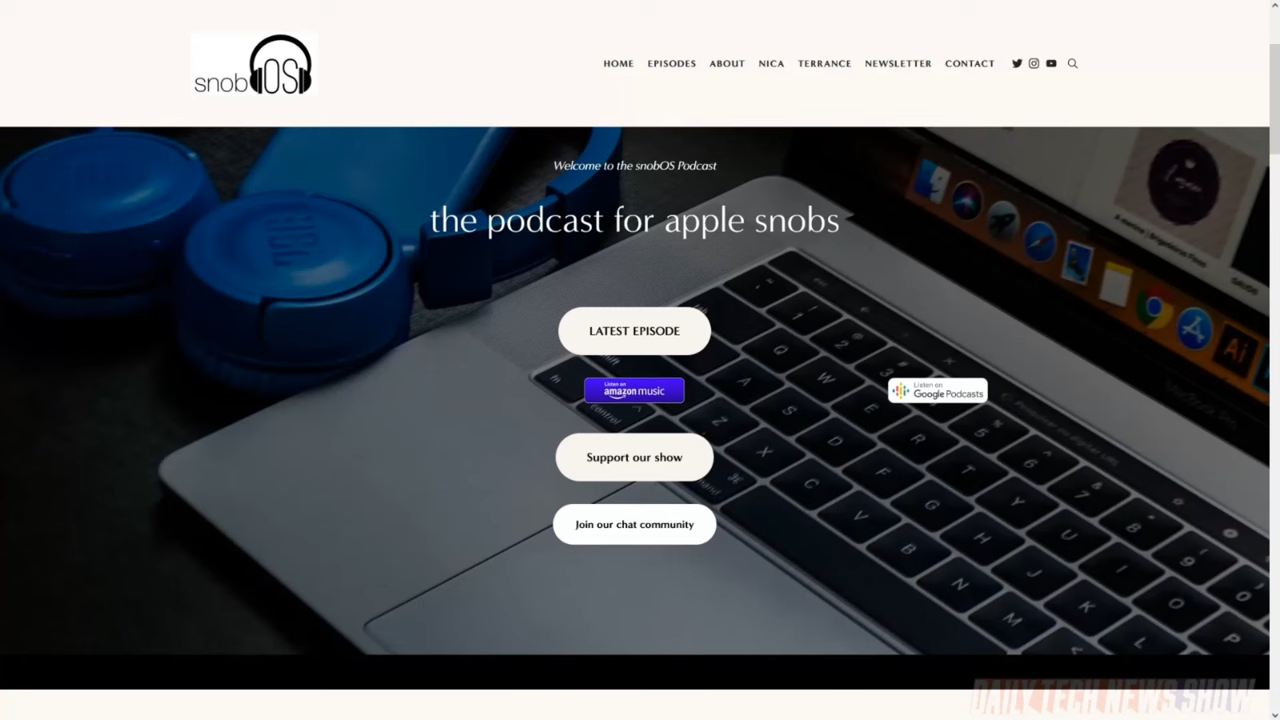 snobOS
HOME EPISODES ABOUT NICA TERRANCE NEWSLETTER CONTACT
Welcome to the snobOS Podcast
the podcast for apple snobs
LATEST EPISODE
Listen on
amazon music
Listen on
Google Podcasts
Support our show
Join our chat community
DAILY TECH NEWS SHOW